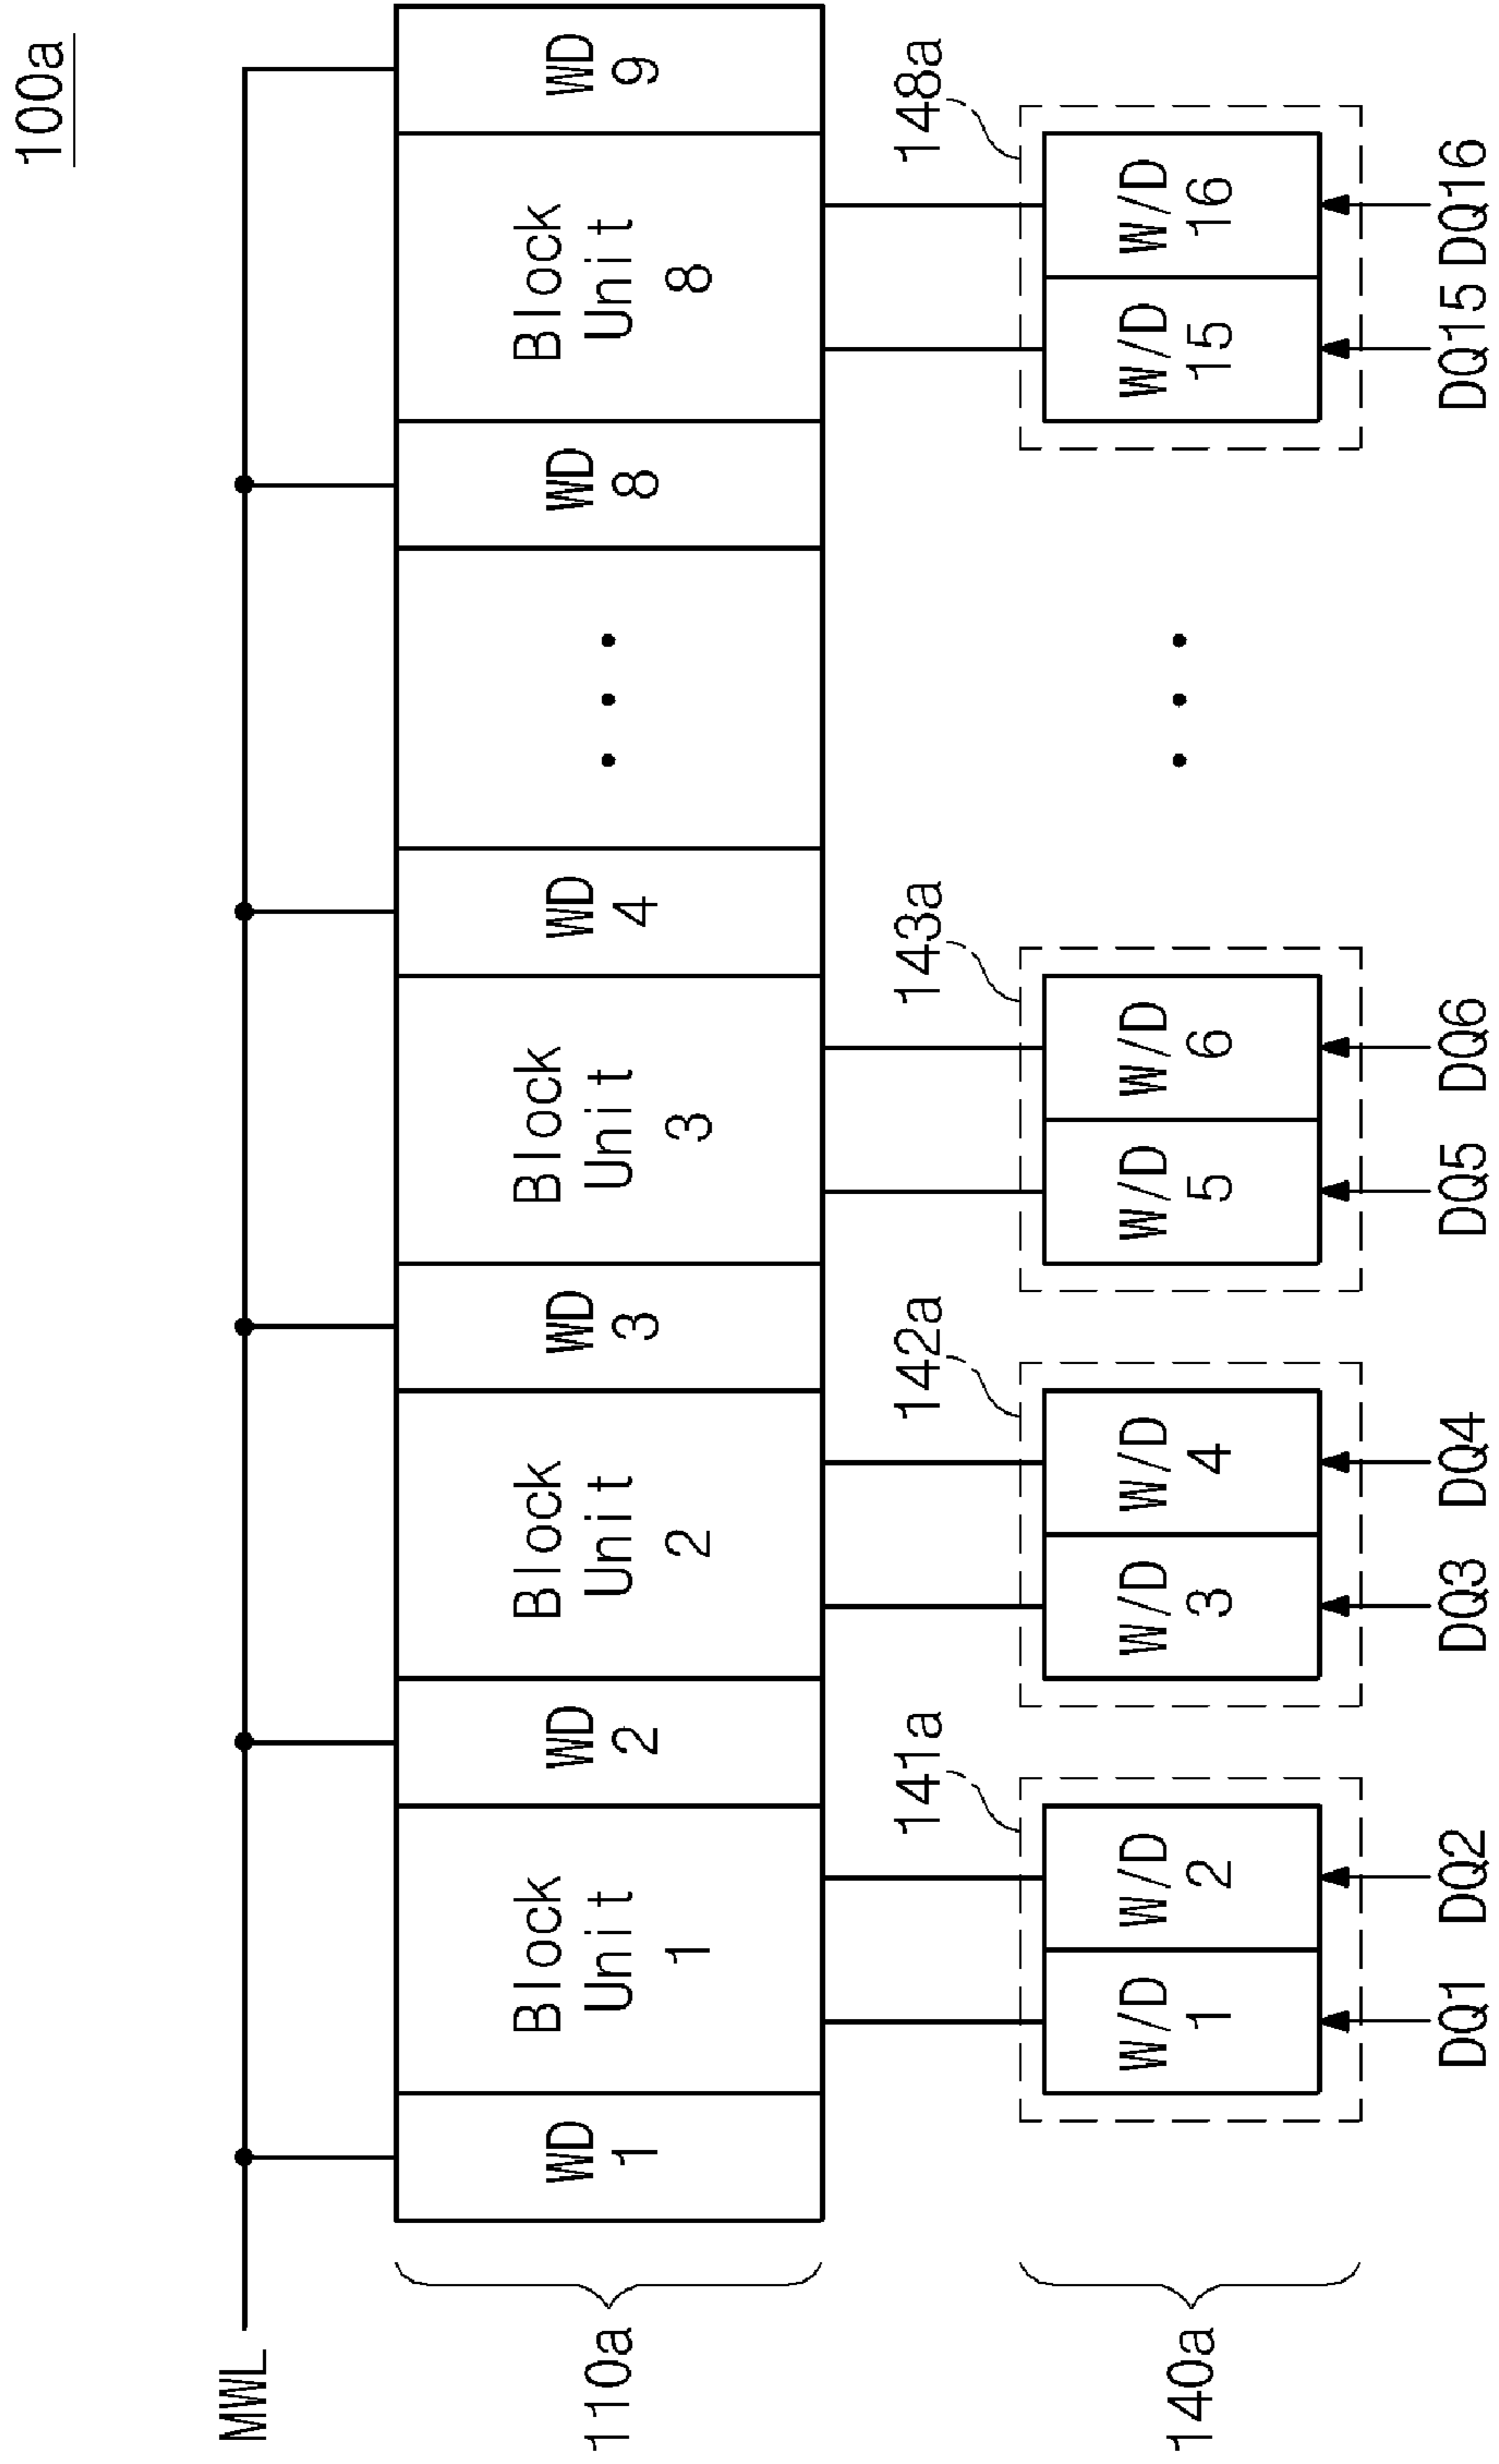 100a
MWL
110a
WD
1
Block
Unit
1
WD
2
Block
Unit
2
WD
3
Block
Unit
3
WD
4
WD
8
Block
Unit
8
WD
9
140a
141a
W/D
1
W/D
2
142a
W/D
3
W/D
4
143a
W/D
5
W/D
6
148a
W/D
15
W/D
16
DQ1 DQ2 DQ3 DQ4 DQ5 DQ6 DQ15 DQ16